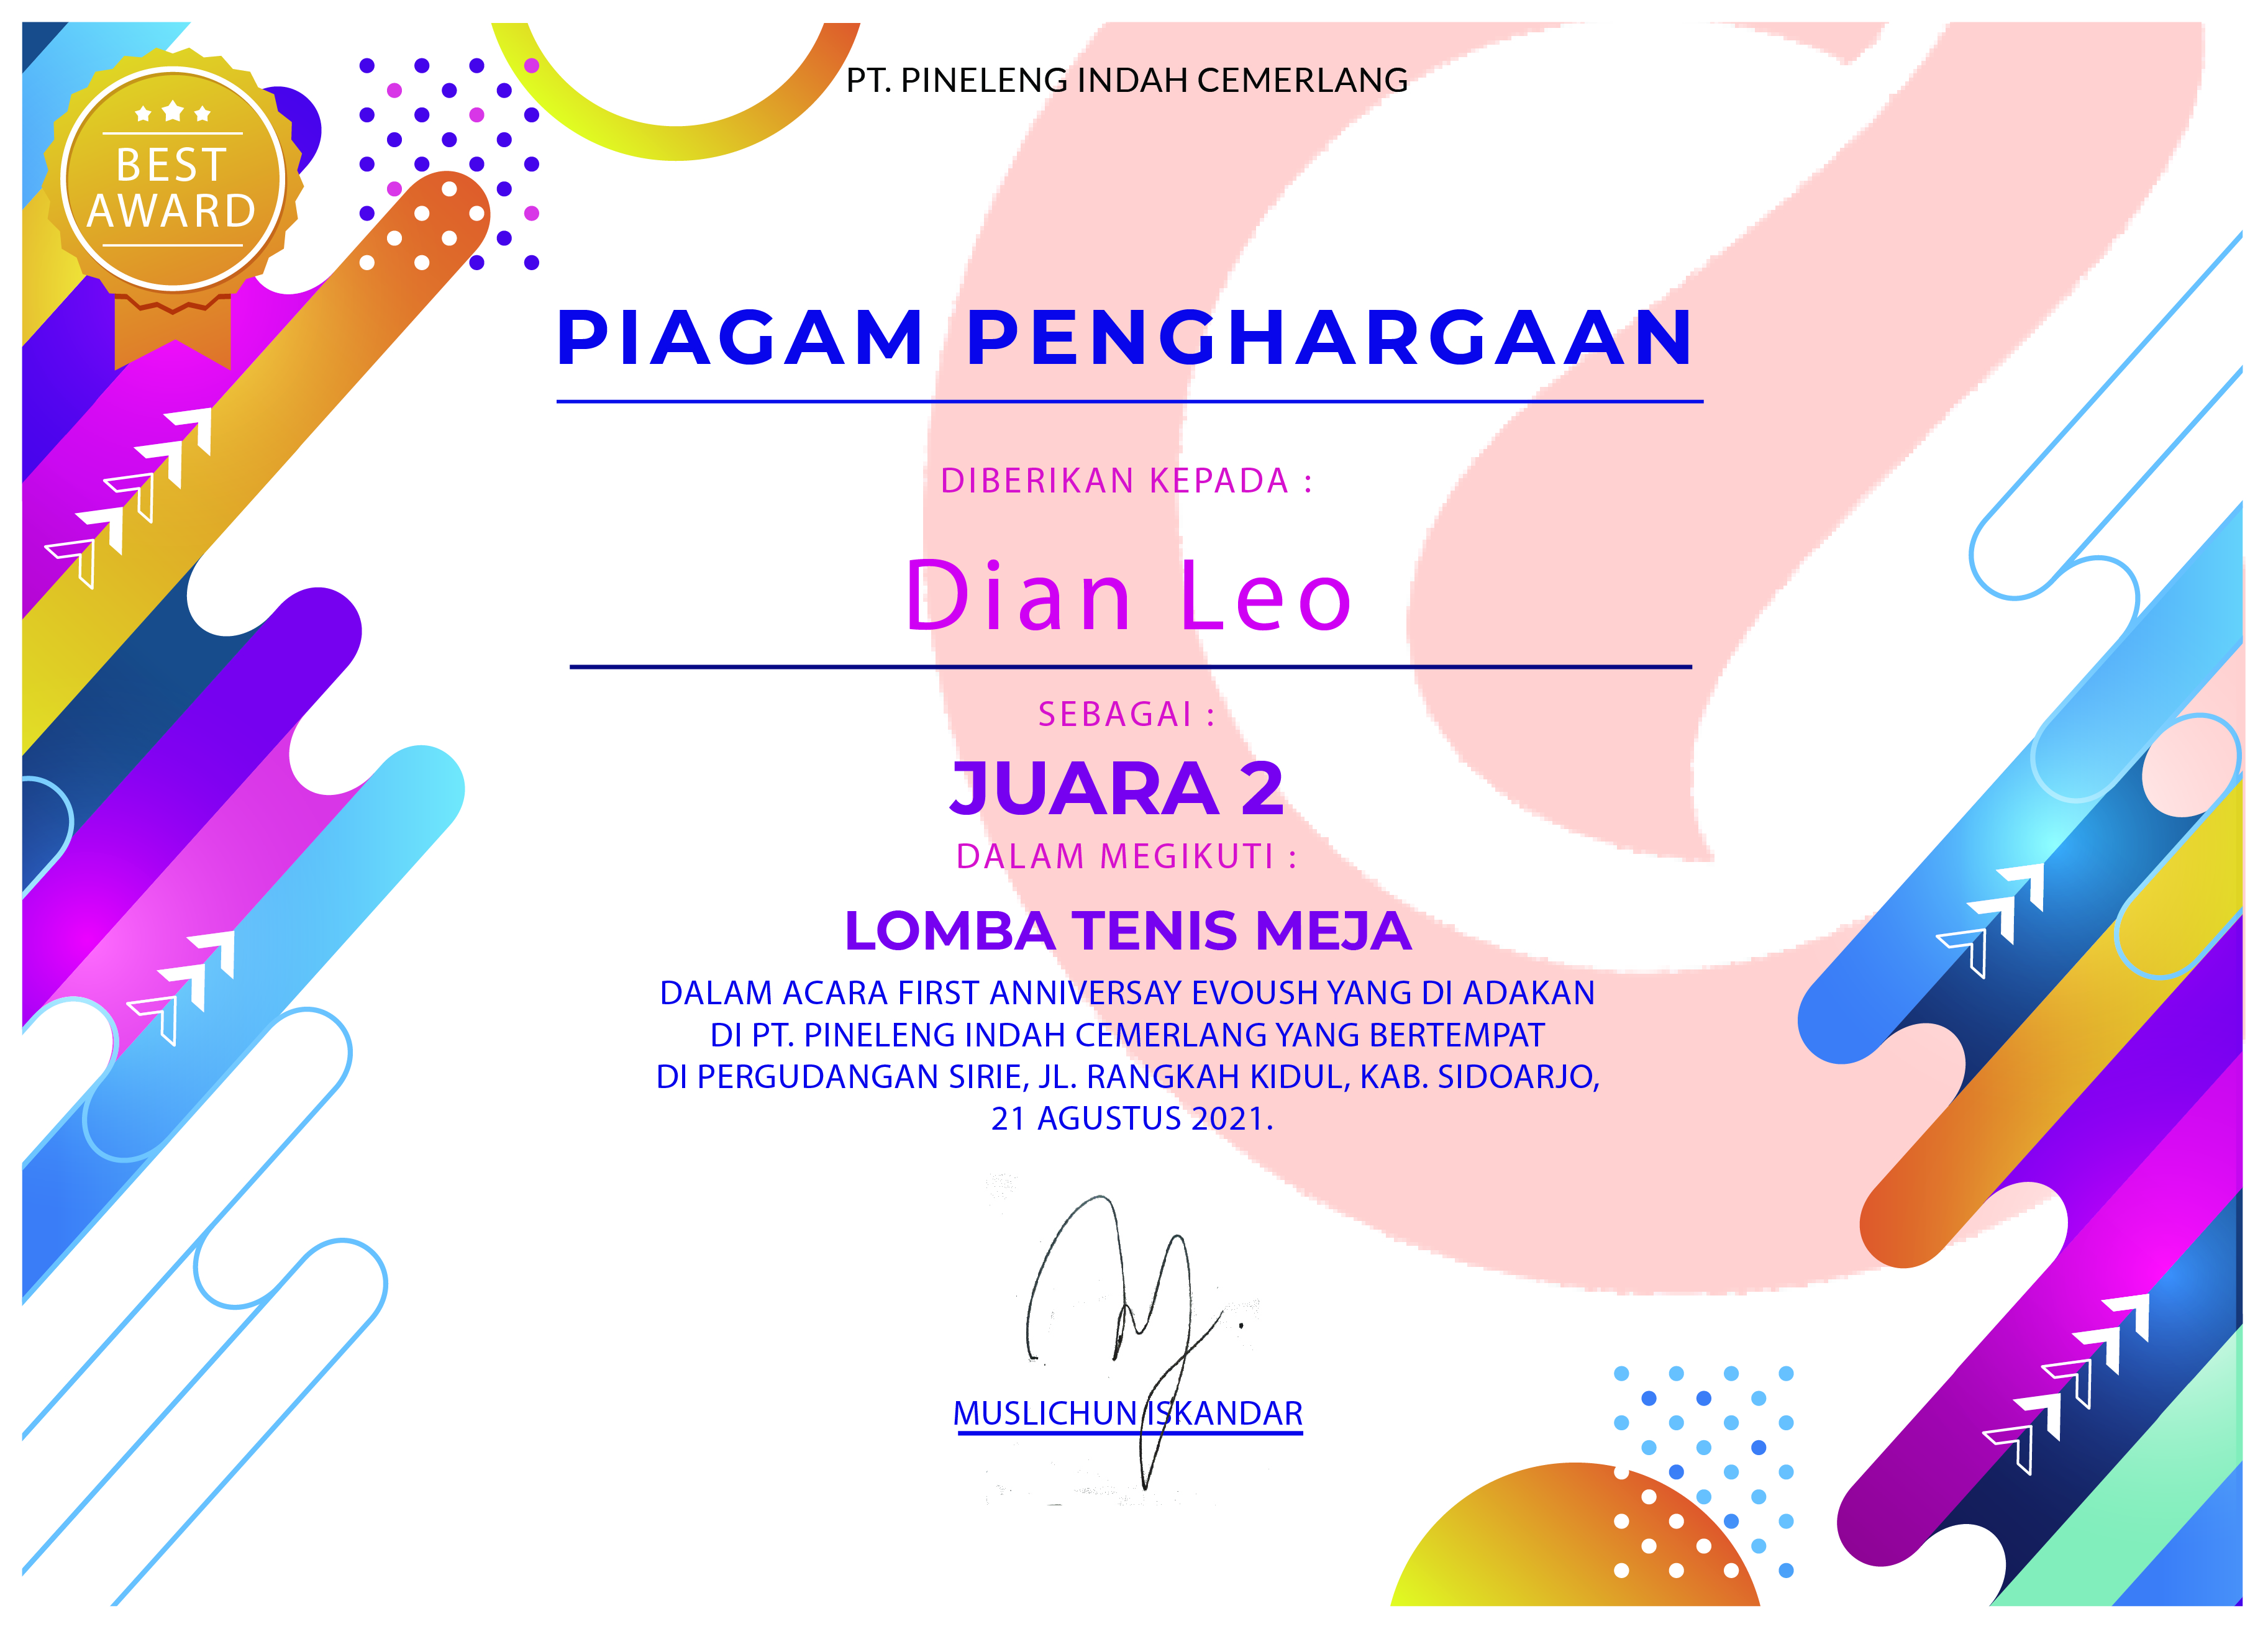 PT. PINELENG INDAH CEMERLANG
BEST
AWARD
PIAGAM PENGHARGAAN
DIBERIKAN KEPADA :
Dian Leo
SEBAGAI :
JUARA 2
DALAM MEGIKUTI :
LOMBA TENIS MEJA
DALAM ACARA FIRST ANNIVERSAY EVOUSH YANG DI ADAKAN
DI PT. PINELENG INDAH CEMERLANG YANG BERTEMPAT
DI PERGUDANGAN SIRIE, JL. RANGKAH KIDUL, KAB. SIDOARJO,
21 AGUSTUS 2021.
MUSLICHUN ISKANDAR